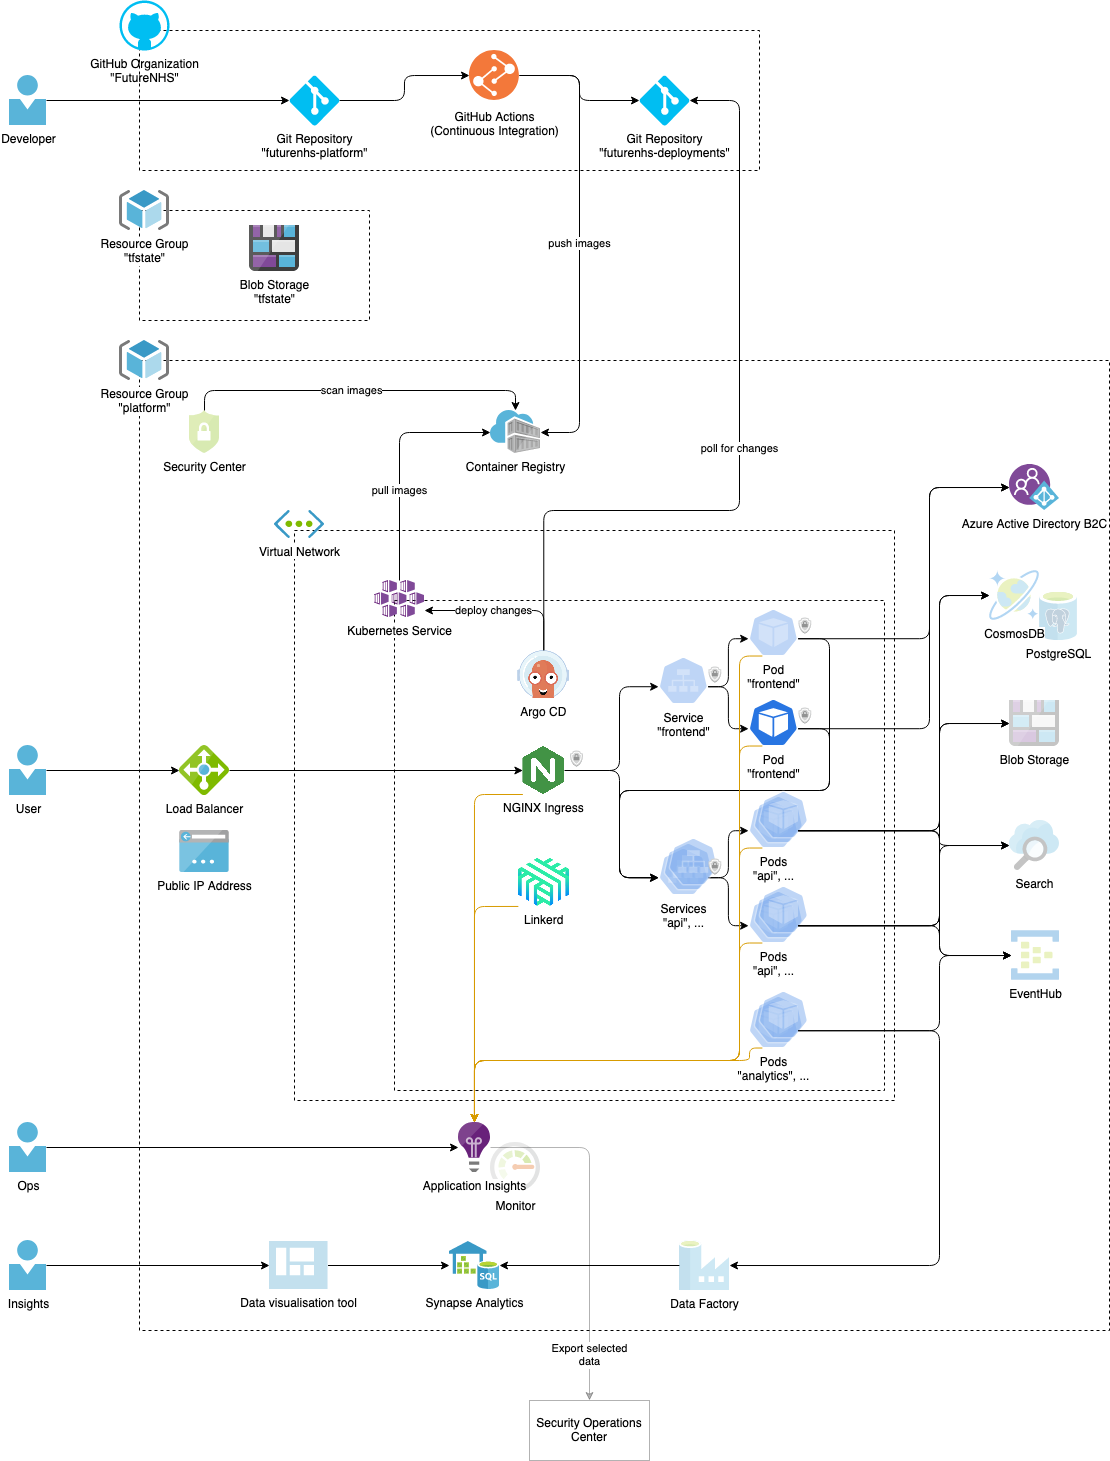 GitHub Organization
"FutureNHS"
Developer
Git Repository
"futurenhs-platform"
GitHub Actions
(Continuous Integration)
Git Repository
"futurenhs-deployments"
Resource Group
"tfstate"
Blob Storage
"tfstate"
push images
Resource Group
"platform"
scan images
Security Center
Container Registry
poll for changes
pull images
Virtual Network
Azure Active Directory B2C
Kubernetes Service
deploy changes
CosmosDB
PostgreSQL
Argo CD
Pod
"frontend"
Service
"frontend"
Pod
"frontend"
Blob Storage
User
Load Balancer
NGINX Ingress
Public IP Address
Linkerd
Services
"api", ...
Pods
"api", ...
Search
Pods
"api", ...
EventHub
Pods
"analytics", ...
Ops
Application Insights
Monitor
Insights
Data visualisation tool
SQL
Synapse Analytics
Data Factory
Export selected
data
Security Operations
Center